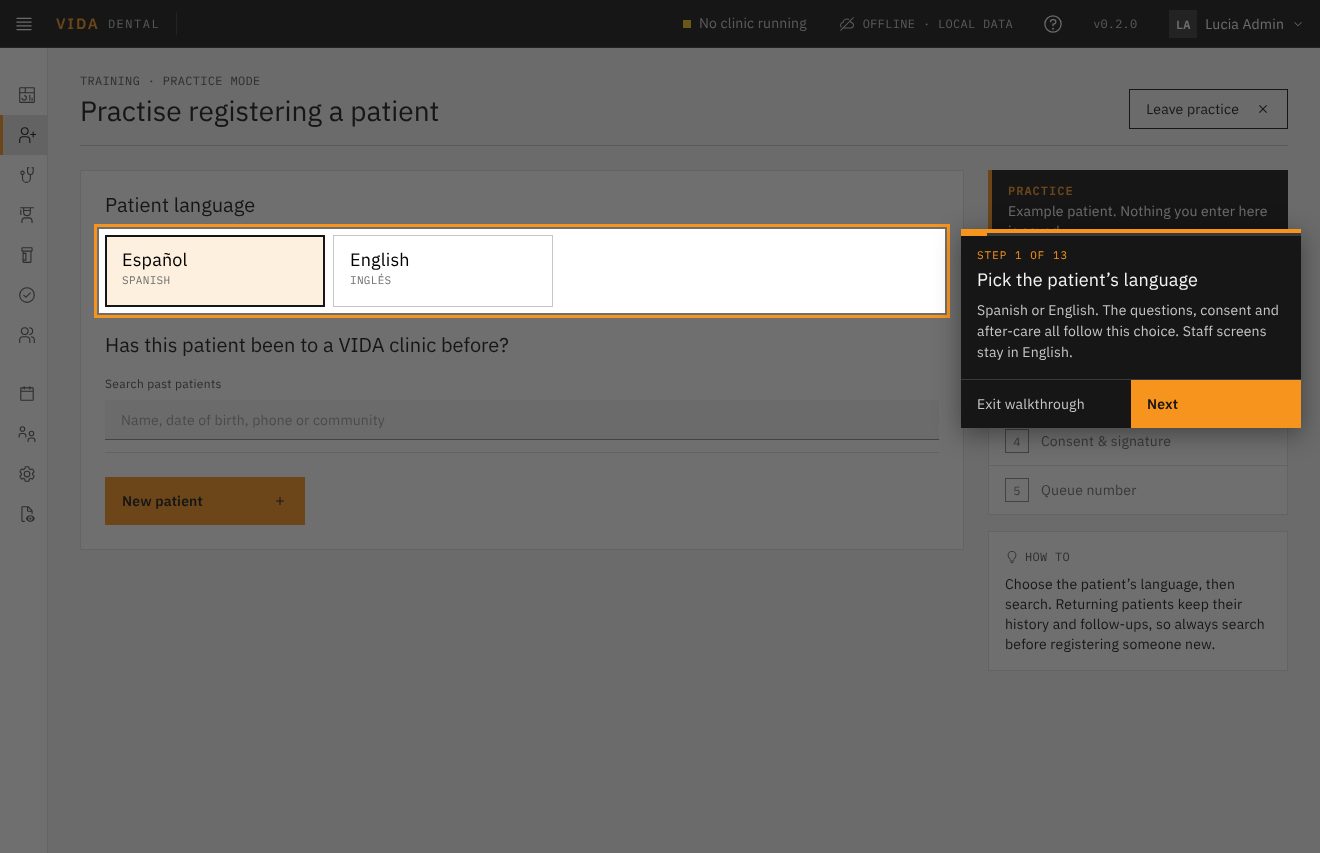 VIDA DENTAL
No clinic running
OFFLINE · LOCAL DATA
v0.2.0
LA Lucia Admin
TRAINING · PRACTICE MODE
Practise registering a patient
Leave practice
Patient language
Español
SPANISH
English
INGLÉS
Has this patient been to a VIDA clinic before?
Search past patients
Name, date of birth, phone or community
New patient
PRACTICE
Example patient. Nothing you enter here
STEP 1 OF 13
Pick the patient’s language
Spanish or English. The questions, consent and
after-care all follow this choice. Staff screens
stay in English.
Exit walkthrough
Next
4 Consent & signature
5 Queue number
HOW TO
Choose the patient’s language, then
search. Returning patients keep their
history and follow-ups, so always search
before registering someone new.